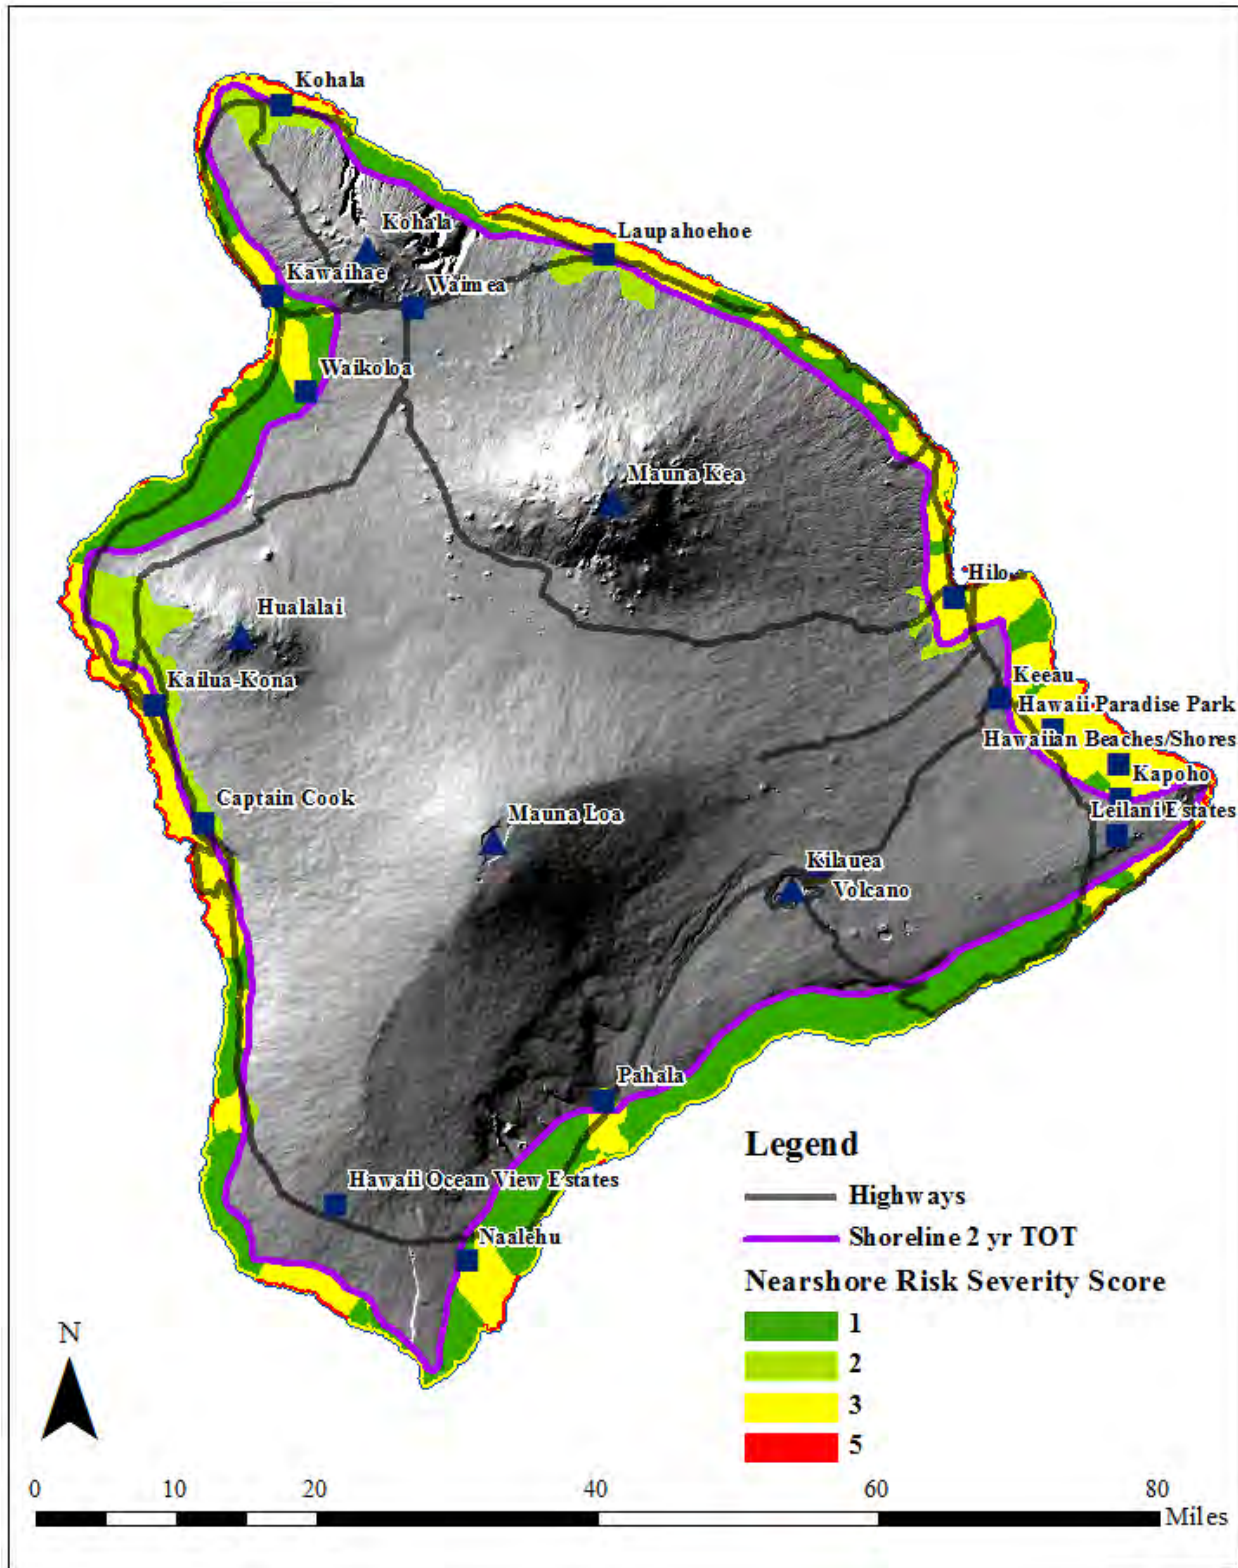 Kohala
Kohala
Laupahoehoe
Kawaihae
Waimea
Waikoloa
Mauna Kea
Hilo
Hualalai
Keeau
Kailua-Kona
Hawaii Paradise Park
Hawaiian Beaches/Shores
Kapoho
Captain Cook
Mauna Loa
Leilani Estates
Kilauea
Volcano
Pahala
Hawaii Ocean View Estates
Naalehu
Legend
Highways
Shoreline 2 yr TOT
Nearshore Risk Severity Score
1
2
3
5
N
0 10 20 40 60 80
Miles